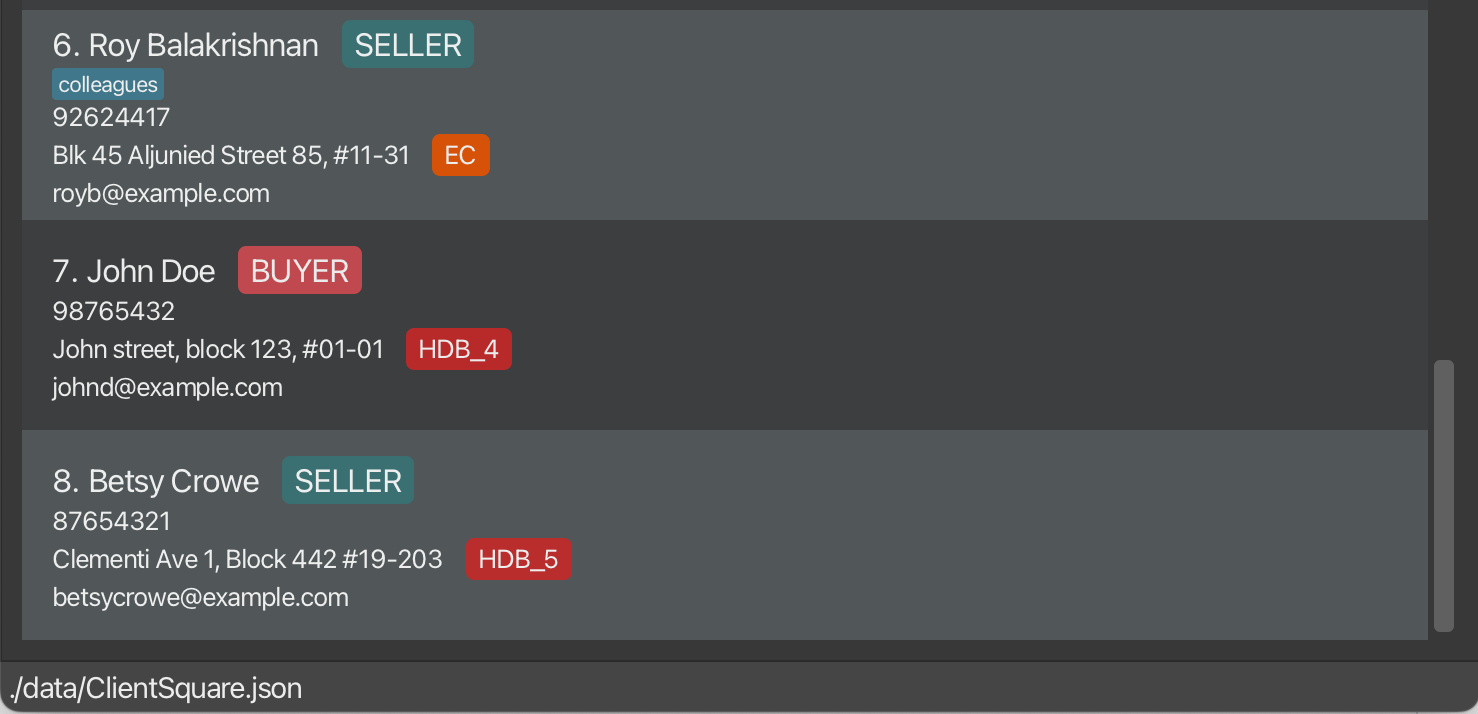 6. Roy Balakrishnan SELLER
colleagues
92624417
Blk 45 Aljunied Street 85, #11-31 EC
royb@example.com
7. John Doe BUYER
98765432
John street, block 123, #01-01 HDB_4
johnd@example.com
8. Betsy Crowe SELLER
87654321
Clementi Ave 1, Block 442 #19-203 HDB_5
betsycrowe@example.com
./data/ClientSquare.json